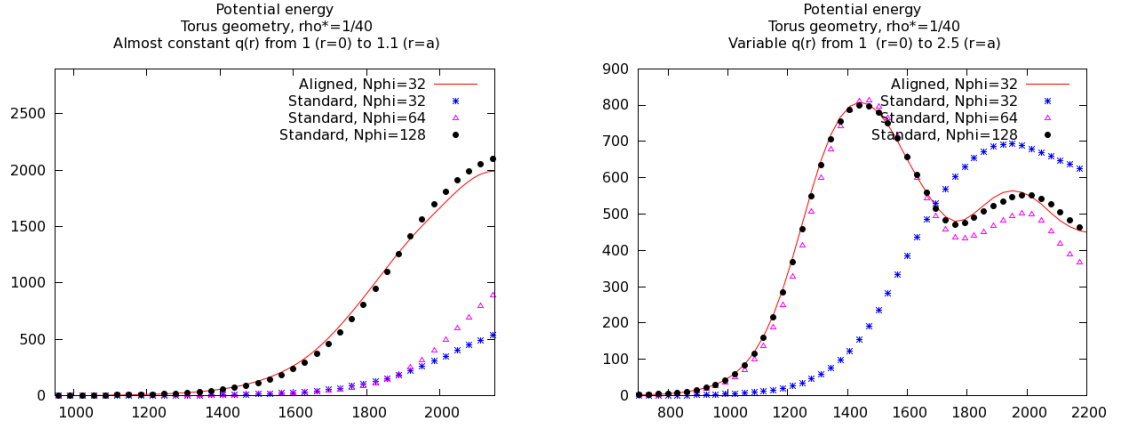 Potential energy
Torus geometry, rho*=1/40
Almost constant q(r) from 1 (r=0) to 1.1 (r=a)
Aligned, Nphi=32
Standard, Nphi=32
Standard, Nphi=64
Standard, Nphi=128
2500
2000
1500
1000
500
0
1000 1200 1400 1600 1800 2000
Potential energy
Torus geometry, rho*=1/40
Variable q(r) from 1 (r=0) to 2.5 (r=a)
Aligned, Nphi=32
Standard, Nphi=32
Standard, Nphi=64
Standard, Nphi=128
900
800
700
600
500
400
300
200
100
0
800 1000 1200 1400 1600 1800 2000 2200